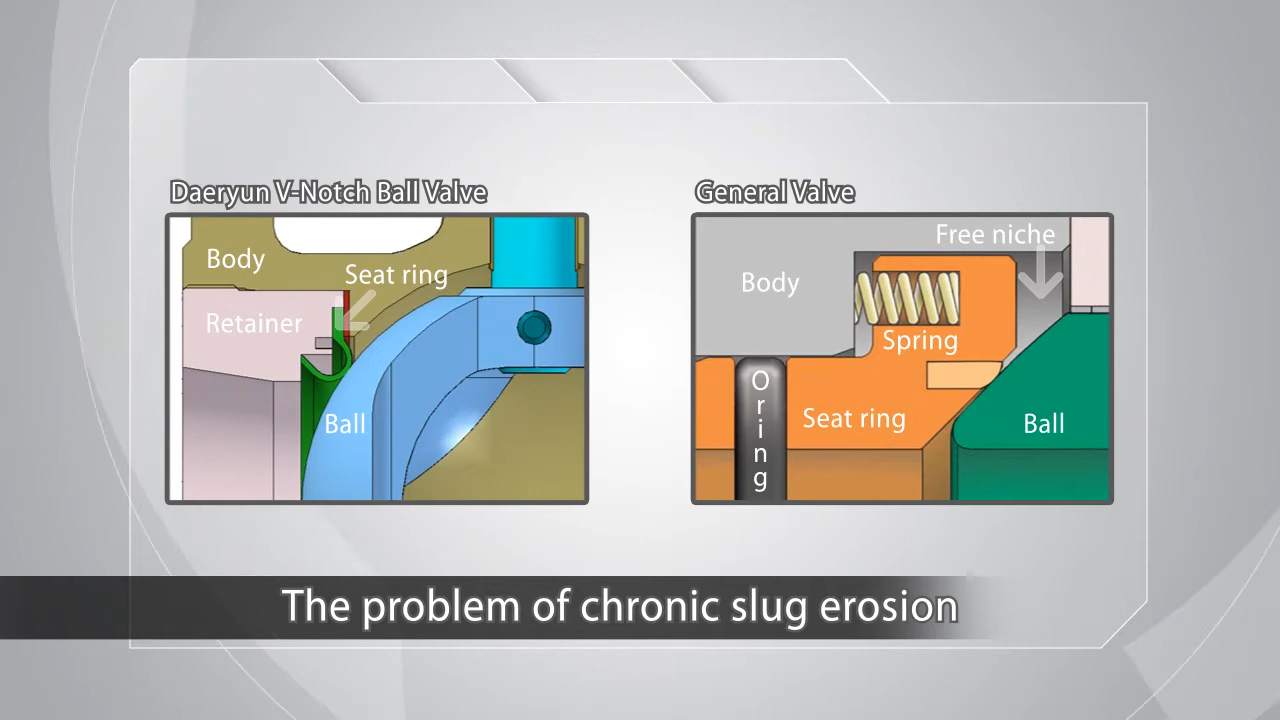 Daeryun V-Notch Ball Valve
Body
Seat ring
Retainer
Ball
General Valve
Free niche
Body
Spring
Oring
Seat ring
Ball
The problem of chronic slug erosion